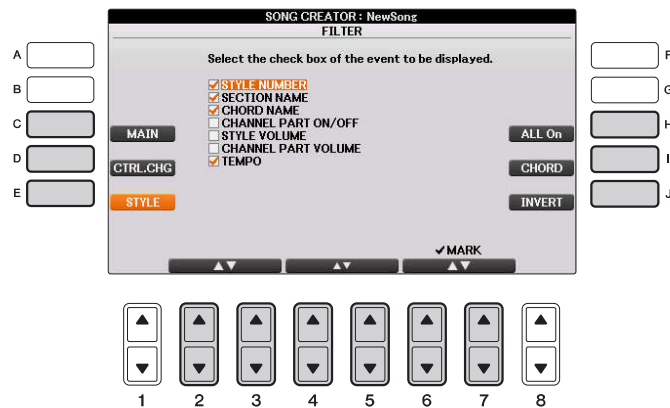 SONG CREATOR : NewSong
FILTER
Select the check box of the event to be displayed.
STYLE NUMBER
SECTION NAME
CHORD NAME
CHANNEL PART ON/OFF
STYLE VOLUME
CHANNEL PART VOLUME
TEMPO
MAIN
CTRL.CHG
STYLE
ALL On
CHORD
INVERT
✓MARK
▲▼ ▲▼ ▲▼
A
B
C
D
E
F
G
H
I
J
1 2 3 4 5 6 7 8